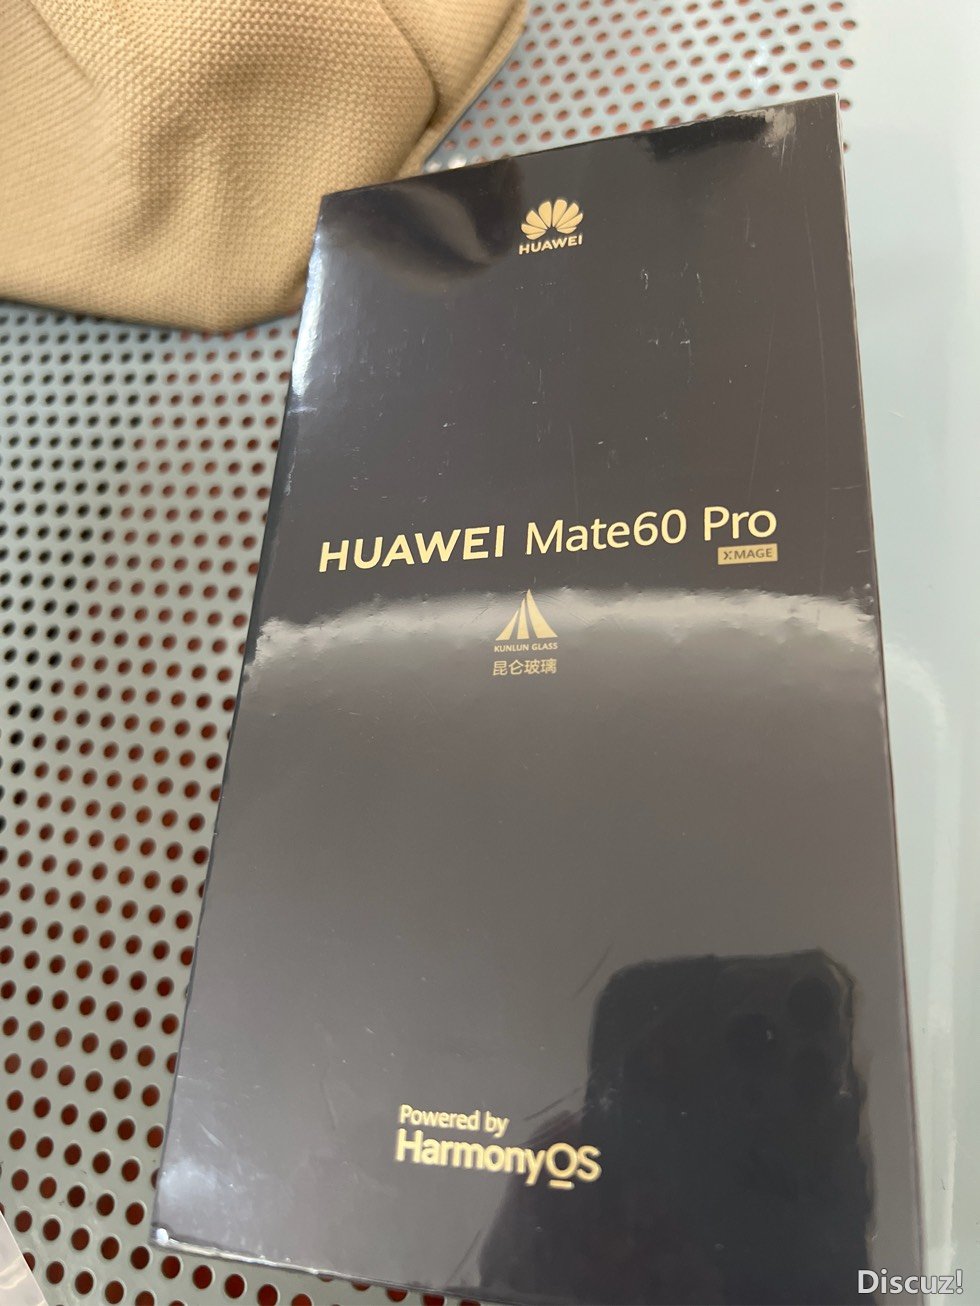 HUAWEI
HUAWEI Mate60 Pro
XMAGE
KUNLUN GLASS
昆仑玻璃
Powered by
HarmonyOS
Discuz!